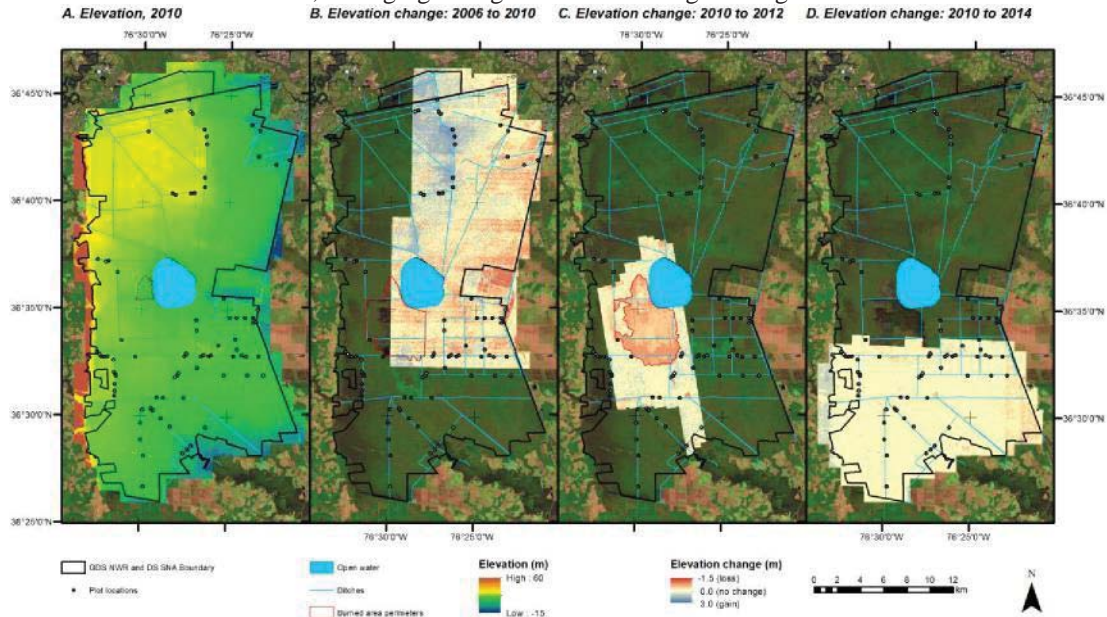 A. Elevation, 2010
B. Elevation change: 2006 to 2010
C. Elevation change: 2010 to 2012
D. Elevation change: 2010 to 2014
76°30'0"W 76°25'0"W
76°30'0"W 76°25'0"W
36°45'0"N
36°40'0"N
36°35'0"N
36°30'0"N
36°25'0"N
36°45'0"N
36°40'0"N
36°35'0"N
36°30'0"N
76°30'0"W 76°25'0"W
76°30'0"W 76°25'0"W
GDS NWR and DS SNA Boundary
Plot locations
Open water
Ditches
Burned area perimeters
Elevation (m)
High : 60
Low : -15
Elevation change (m)
-1.5 (loss)
0.0 (no change)
3.0 (gain)
0 2 4 6 8 10 12
km
N